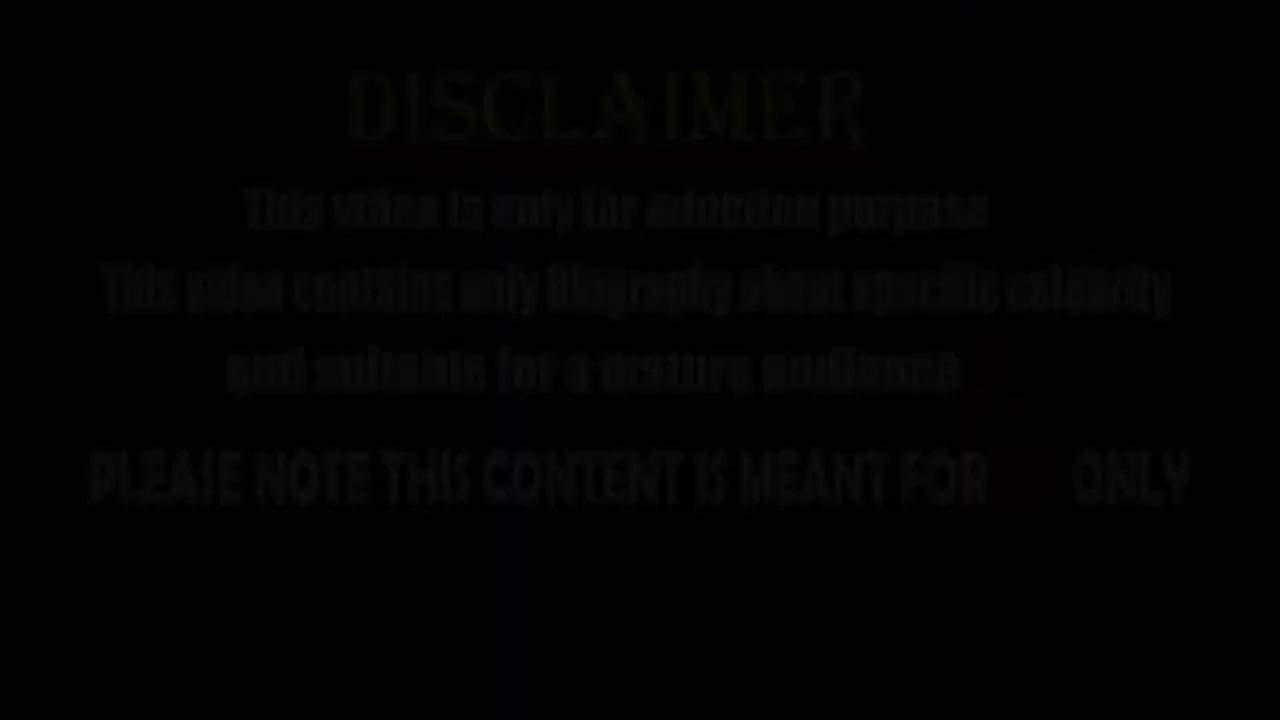 DISCLAIMER
This video is only for eduction purpose
This video contains only Biography about specific celebrity
and suitable for a mature audience
PLEASE NOTE THIS CONTENT IS MEANT FOR ONLY